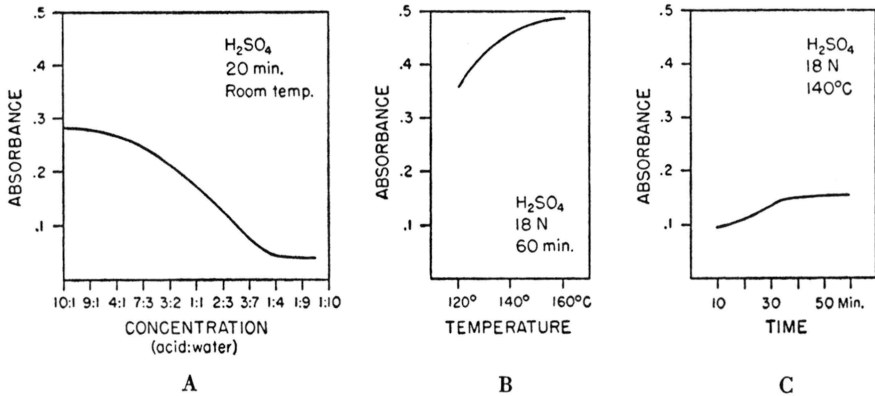 .5
.4
.3
.2
.1
ABSORBANCE
H₂SO₄
20 min.
Room temp.
10:1 9:1 4:1 7:3 3:2 1:1 2:3 3:7 1:4 1:9 1:10
CONCENTRATION
(acid:water)
A
.5
.4
.3
.2
.1
ABSORBANCE
H₂SO₄
18 N
60 min.
120° 140° 160°C
TEMPERATURE
B
.5
.4
.3
.2
.1
ABSORBANCE
H₂SO₄
18 N
140°C
10 30 50 Min.
TIME
C